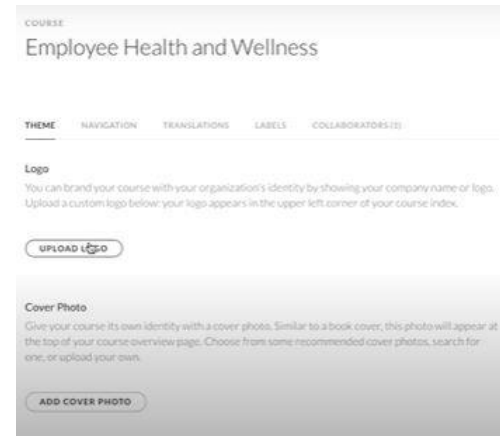 COURSE
Employee Health and Wellness
THEME NAVIGATION TRANSLATIONS LABELS COLLABORATORS (1)
Logo
You can brand your course with your organization's identity by showing your company name or logo.
Upload a custom logo below: your logo appears in the upper left corner of your course index.
UPLOAD LOGO
Cover Photo
Give your course its own identity with a cover photo. Similar to a book cover, this photo will appear at
the top of your course overview page. Choose from some recommended cover photos, search for
one, or upload your own.
ADD COVER PHOTO